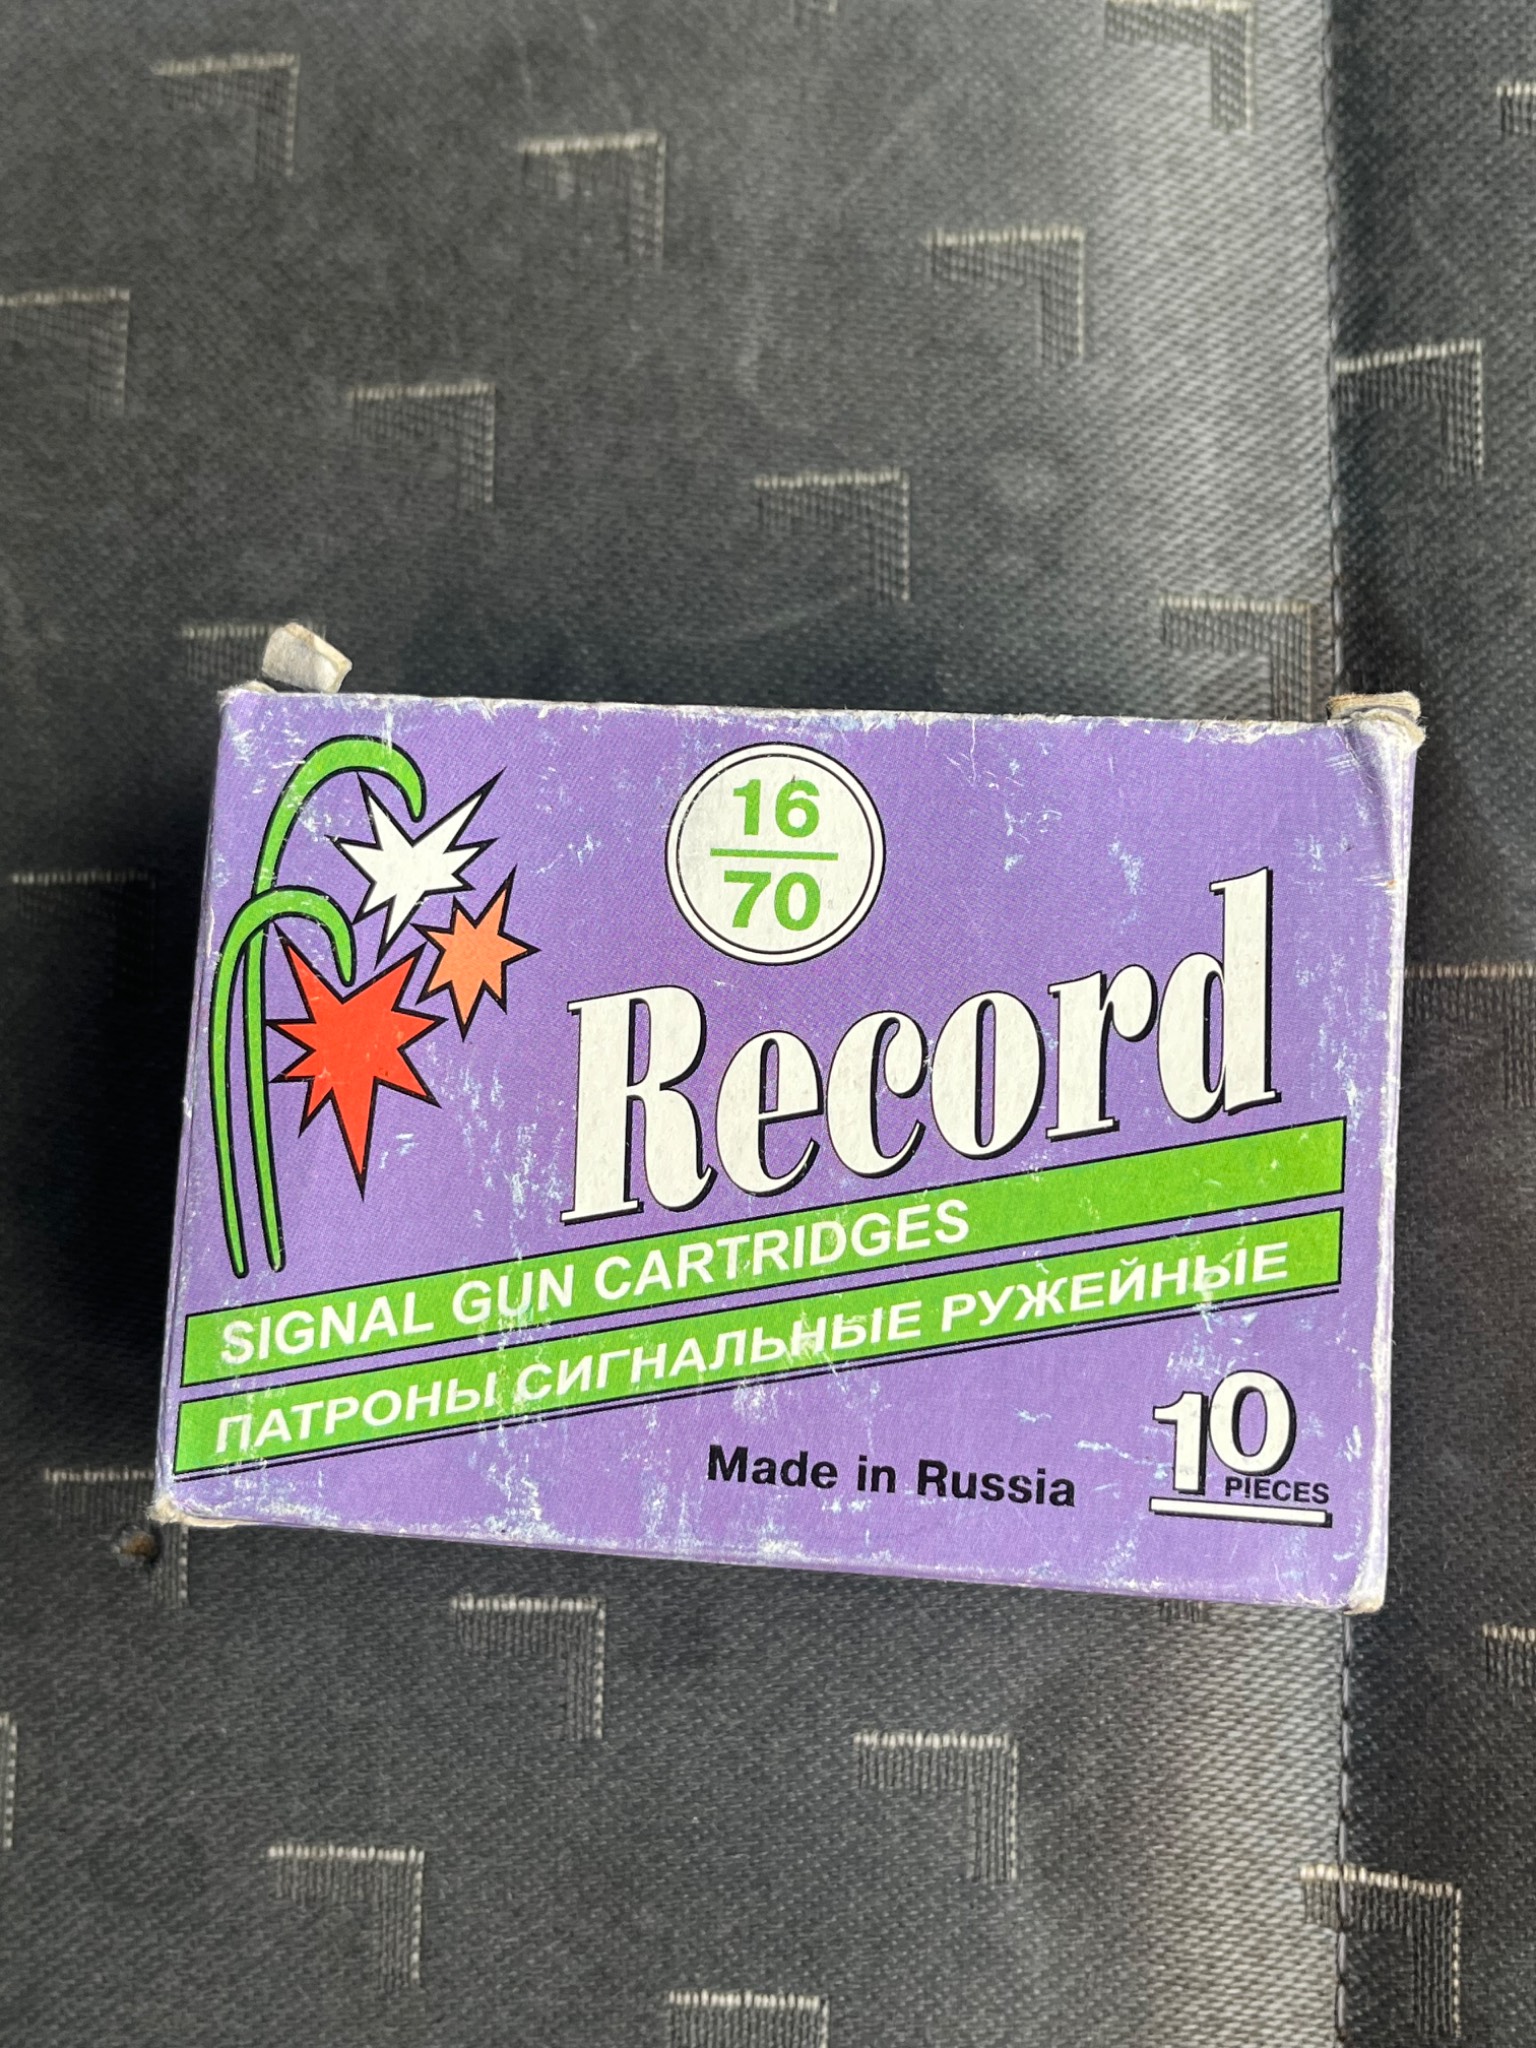 16
70
Record
SIGNAL GUN CARTRIDGES
ПАТРОНЫ СИГНАЛЬНЫЕ РУЖЕЙНЫЕ
Made in Russia
10
PIECES